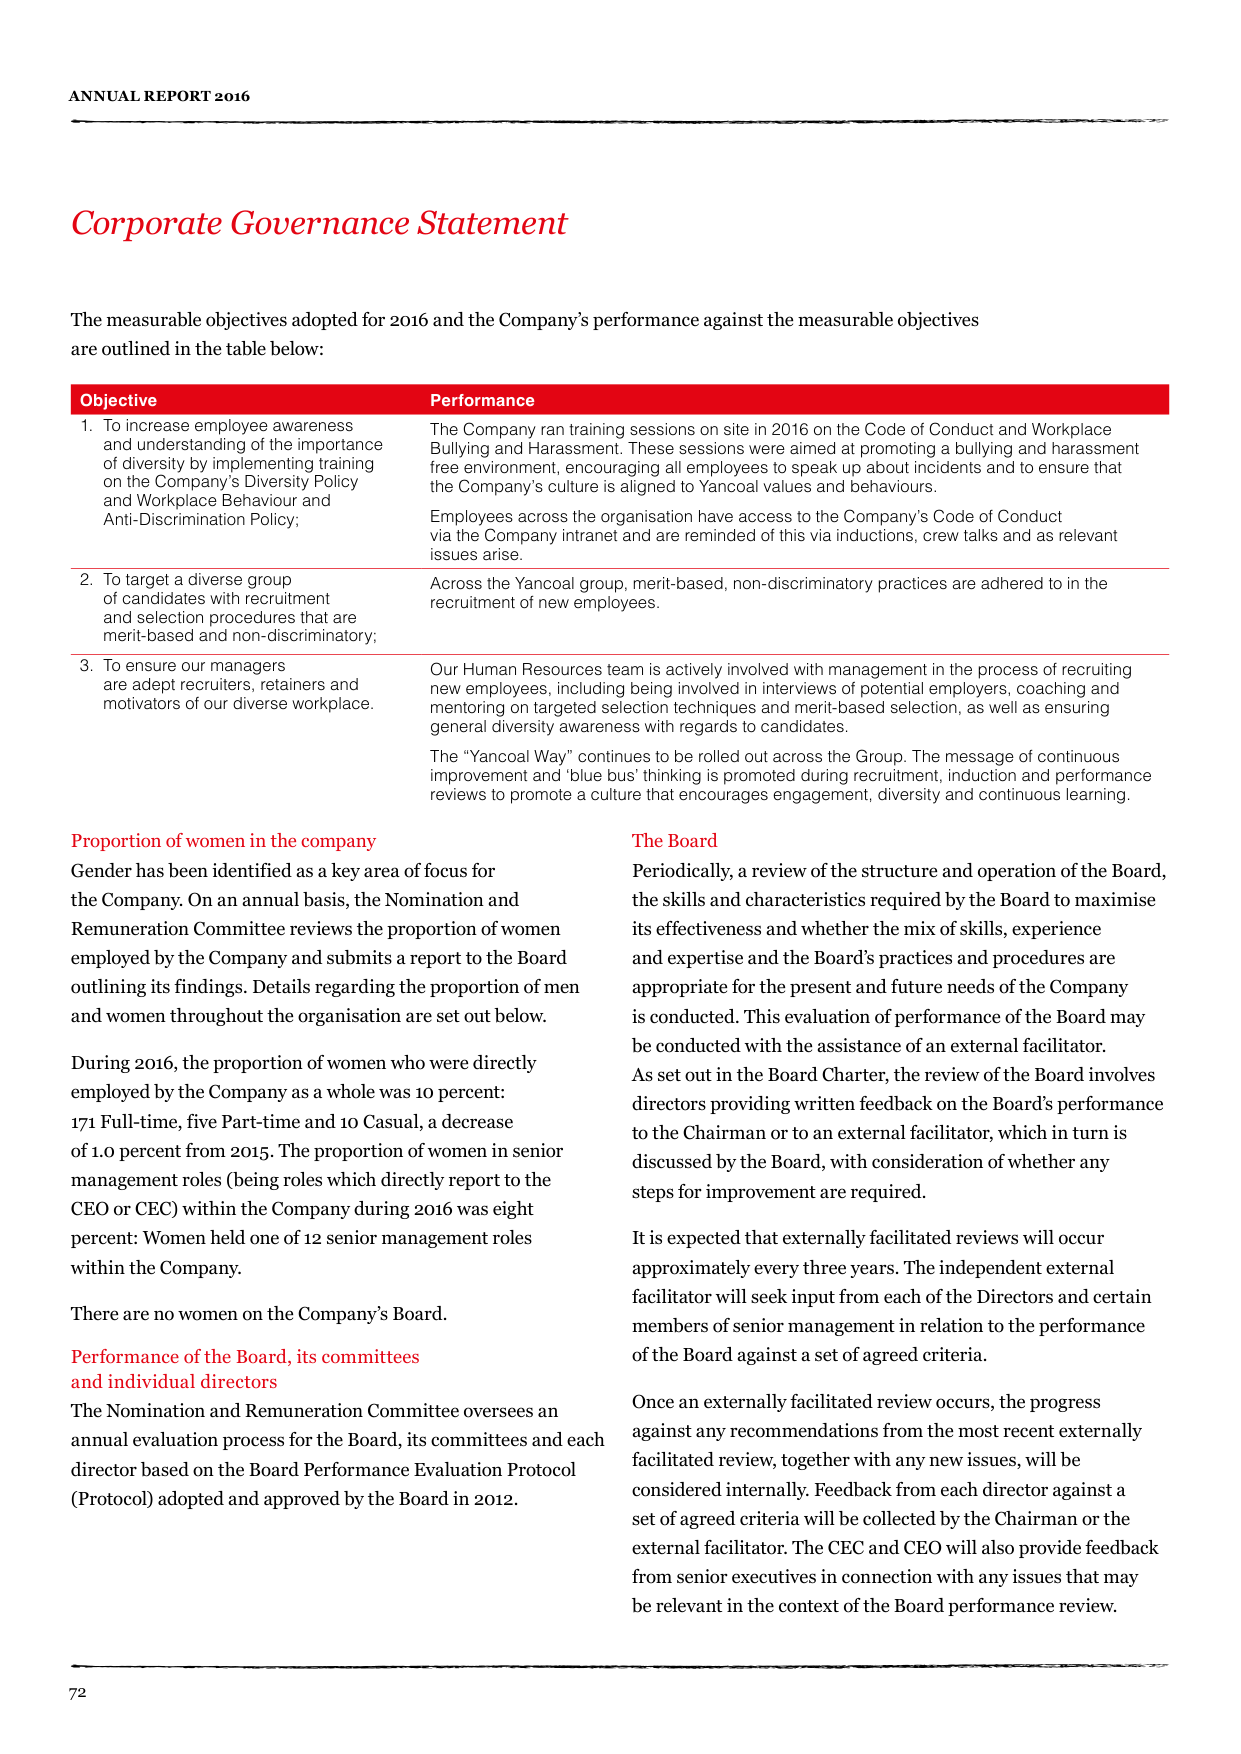 ANNUAL REPORT 2016
Corporate Governance Statement
The measurable objectives adopted for 2016 and the Company’s performance against the measurable objectives
are outlined in the table below:
Objective
Performance
1. To increase employee awareness
and understanding of the importance
of diversity by implementing training
on the Company’s Diversity Policy
and Workplace Behaviour and
Anti-Discrimination Policy;
The Company ran training sessions on site in 2016 on the Code of Conduct and Workplace
Bullying and Harassment. These sessions were aimed at promoting a bullying and harassment
free environment, encouraging all employees to speak up about incidents and to ensure that
the Company’s culture is aligned to Yancoal values and behaviours.
Employees across the organisation have access to the Company’s Code of Conduct
via the Company intranet and are reminded of this via inductions, crew talks and as relevant
issues arise.
2. To target a diverse group
of candidates with recruitment
and selection procedures that are
merit-based and non-discriminatory;
Across the Yancoal group, merit-based, non-discriminatory practices are adhered to in the
recruitment of new employees.
3. To ensure our managers
are adept recruiters, retainers and
motivators of our diverse workplace.
Our Human Resources team is actively involved with management in the process of recruiting
new employees, including being involved in interviews of potential employers, coaching and
mentoring on targeted selection techniques and merit-based selection, as well as ensuring
general diversity awareness with regards to candidates.
The “Yancoal Way” continues to be rolled out across the Group. The message of continuous
improvement and ‘blue bus’ thinking is promoted during recruitment, induction and performance
reviews to promote a culture that encourages engagement, diversity and continuous learning.
Proportion of women in the company
Gender has been identified as a key area of focus for
the Company. On an annual basis, the Nomination and
Remuneration Committee reviews the proportion of women
employed by the Company and submits a report to the Board
outlining its findings. Details regarding the proportion of men
and women throughout the organisation are set out below.
During 2016, the proportion of women who were directly
employed by the Company as a whole was 10 percent:
171 Full-time, five Part-time and 10 Casual, a decrease
of 1.0 percent from 2015. The proportion of women in senior
management roles (being roles which directly report to the
CEO or CEC) within the Company during 2016 was eight
percent: Women held one of 12 senior management roles
within the Company.
There are no women on the Company’s Board.
Performance of the Board, its committees
and individual directors
The Nomination and Remuneration Committee oversees an
annual evaluation process for the Board, its committees and each
director based on the Board Performance Evaluation Protocol
(Protocol) adopted and approved by the Board in 2012.
The Board
Periodically, a review of the structure and operation of the Board,
the skills and characteristics required by the Board to maximise
its effectiveness and whether the mix of skills, experience
and expertise and the Board’s practices and procedures are
appropriate for the present and future needs of the Company
is conducted. This evaluation of performance of the Board may
be conducted with the assistance of an external facilitator.
As set out in the Board Charter, the review of the Board involves
directors providing written feedback on the Board’s performance
to the Chairman or to an external facilitator, which in turn is
discussed by the Board, with consideration of whether any
steps for improvement are required.
It is expected that externally facilitated reviews will occur
approximately every three years. The independent external
facilitator will seek input from each of the Directors and certain
members of senior management in relation to the performance
of the Board against a set of agreed criteria.
Once an externally facilitated review occurs, the progress
against any recommendations from the most recent externally
facilitated review, together with any new issues, will be
considered internally. Feedback from each director against a
set of agreed criteria will be collected by the Chairman or the
external facilitator. The CEC and CEO will also provide feedback
from senior executives in connection with any issues that may
be relevant in the context of the Board performance review.
72